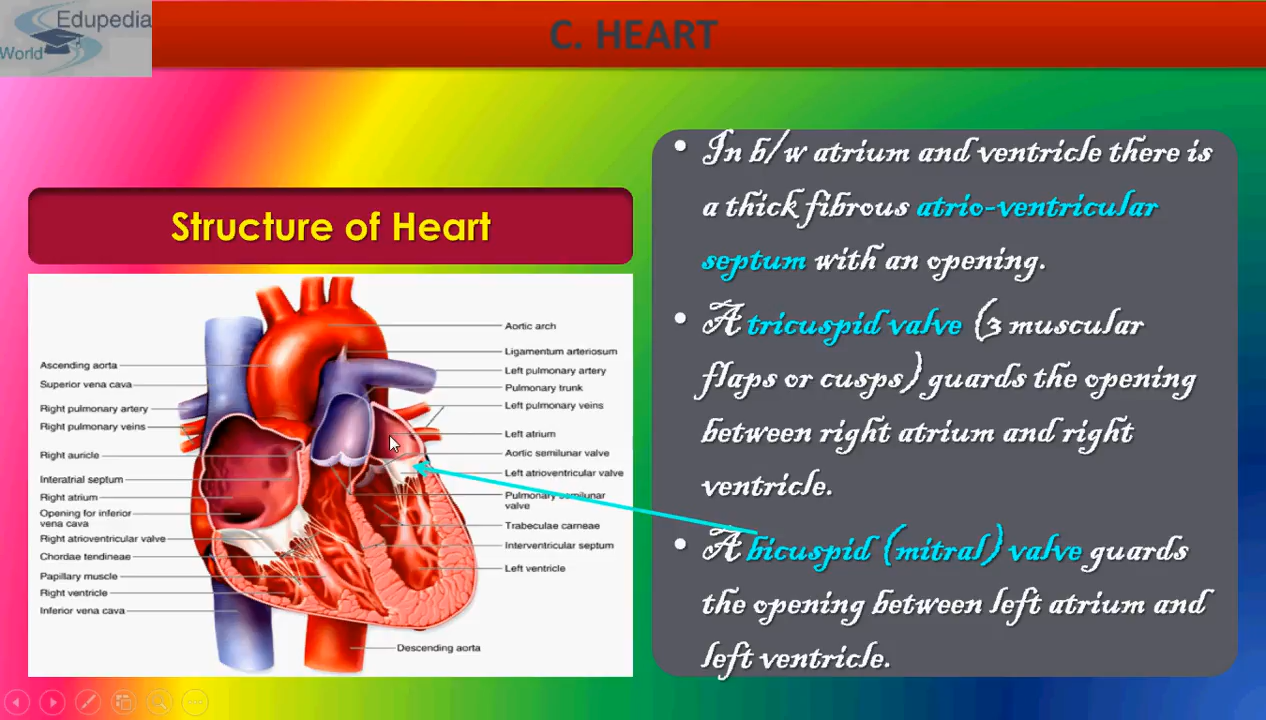 Edupedia
World
C. HEART
Structure of Heart
Ascending aorta
Superior vena cava
Right pulmonary artery
Right pulmonary veins
Right auricle
Interatrial septum
Right atrium
Opening for inferior
vena cava
Right atrioventricular valve
Chordae tendineae
Papillary muscle
Right ventricle
Inferior vena cava
Aortic arch
Ligamentum arteriosum
Left pulmonary artery
Pulmonary trunk
Left pulmonary veins
Left atrium
Aortic semilunar valve
Left atrioventricular valve
Pulmonary semilunar
valve
Trabeculae carneae
Interventricular septum
Left ventricle
Descending aorta
• In b/w atrium and ventricle there is
a thick fibrous atrio-ventricular
septum with an opening.
• A tricuspid valve (3 muscular
flaps or cusps) guards the opening
between right atrium and right
ventricle.
• A bicuspid (mitral) valve guards
the opening between left atrium and
left ventricle.